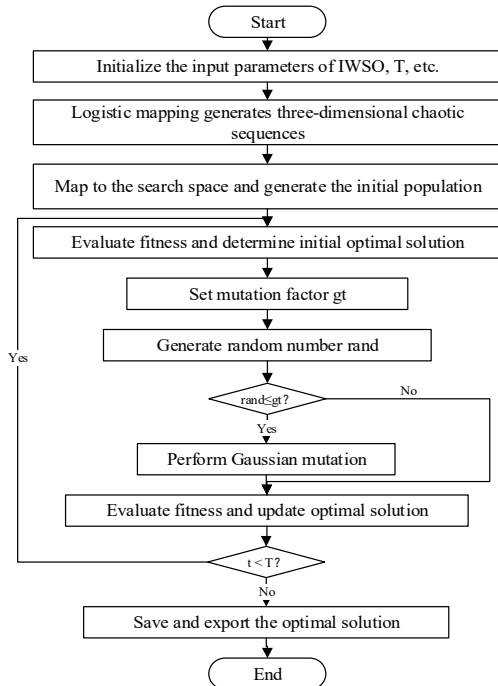 Start
Initialize the input parameters of IWSO, T, etc.
Logistic mapping generates three-dimensional chaotic
sequences
Map to the search space and generate the initial population
Evaluate fitness and determine initial optimal solution
Set mutation factor gt
Yes
Generate random number rand
rand≤gt?
No
Yes
Perform Gaussian mutation
Evaluate fitness and update optimal solution
t < T?
No
Save and export the optimal solution
End